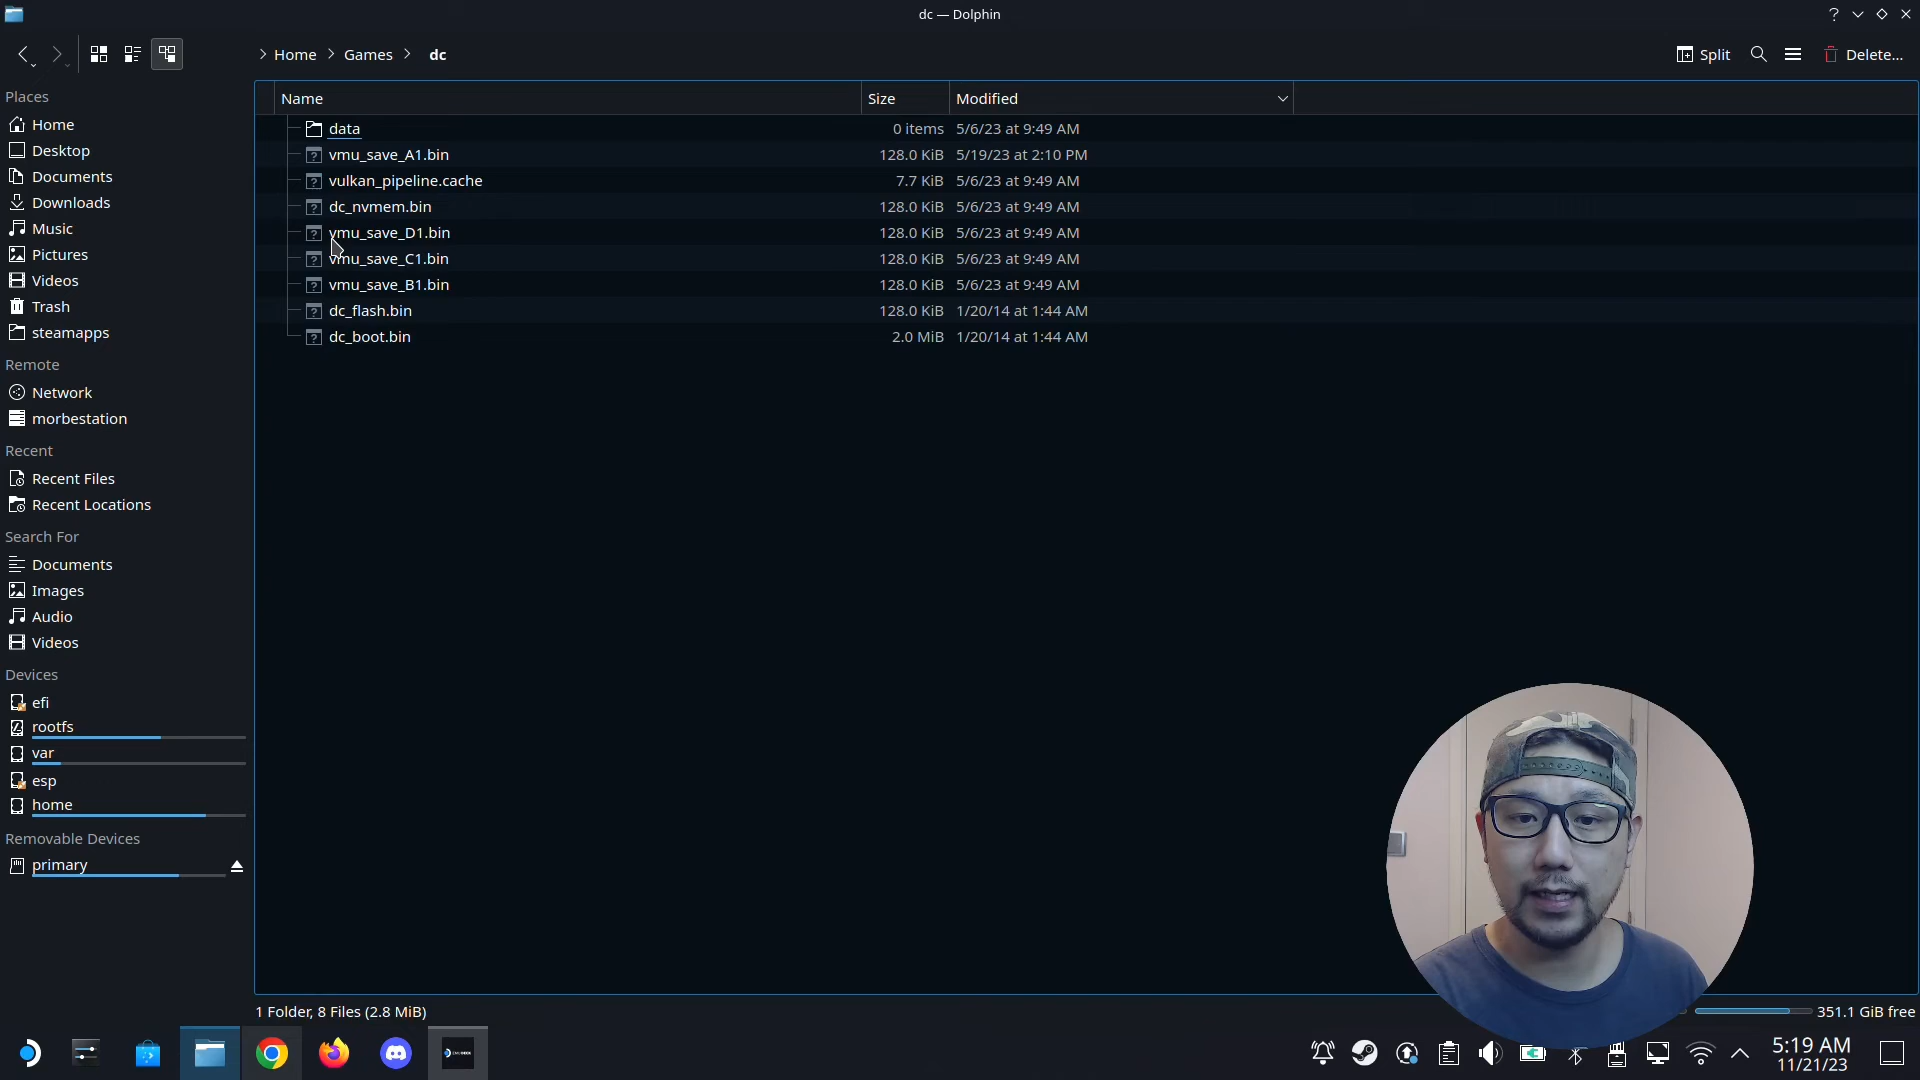 dc — Dolphin
Home
Games
dc
Split
Delete...
Places
Home
Desktop
Documents
Downloads
Music
Pictures
Videos
Trash
steamapps
Remote
Network
morbestation
Recent
Recent Files
Recent Locations
Search For
Documents
Images
Audio
Videos
Devices
efi
rootfs
var
esp
home
Removable Devices
primary
Name Size Modified
data 0 items 5/6/23 at 9:49 AM
vmu_save_A1.bin 128.0 KiB 5/19/23 at 2:10 PM
vulkan_pipeline.cache 7.7 KiB 5/6/23 at 9:49 AM
dc_nvmem.bin 128.0 KiB 5/6/23 at 9:49 AM
vmu_save_D1.bin 128.0 KiB 5/6/23 at 9:49 AM
vmu_save_C1.bin 128.0 KiB 5/6/23 at 9:49 AM
vmu_save_B1.bin 128.0 KiB 5/6/23 at 9:49 AM
dc_flash.bin 128.0 KiB 1/20/14 at 1:44 AM
dc_boot.bin 2.0 MiB 1/20/14 at 1:44 AM
1 Folder, 8 Files (2.8 MiB)
351.1 GiB free
5:19 AM
11/21/23